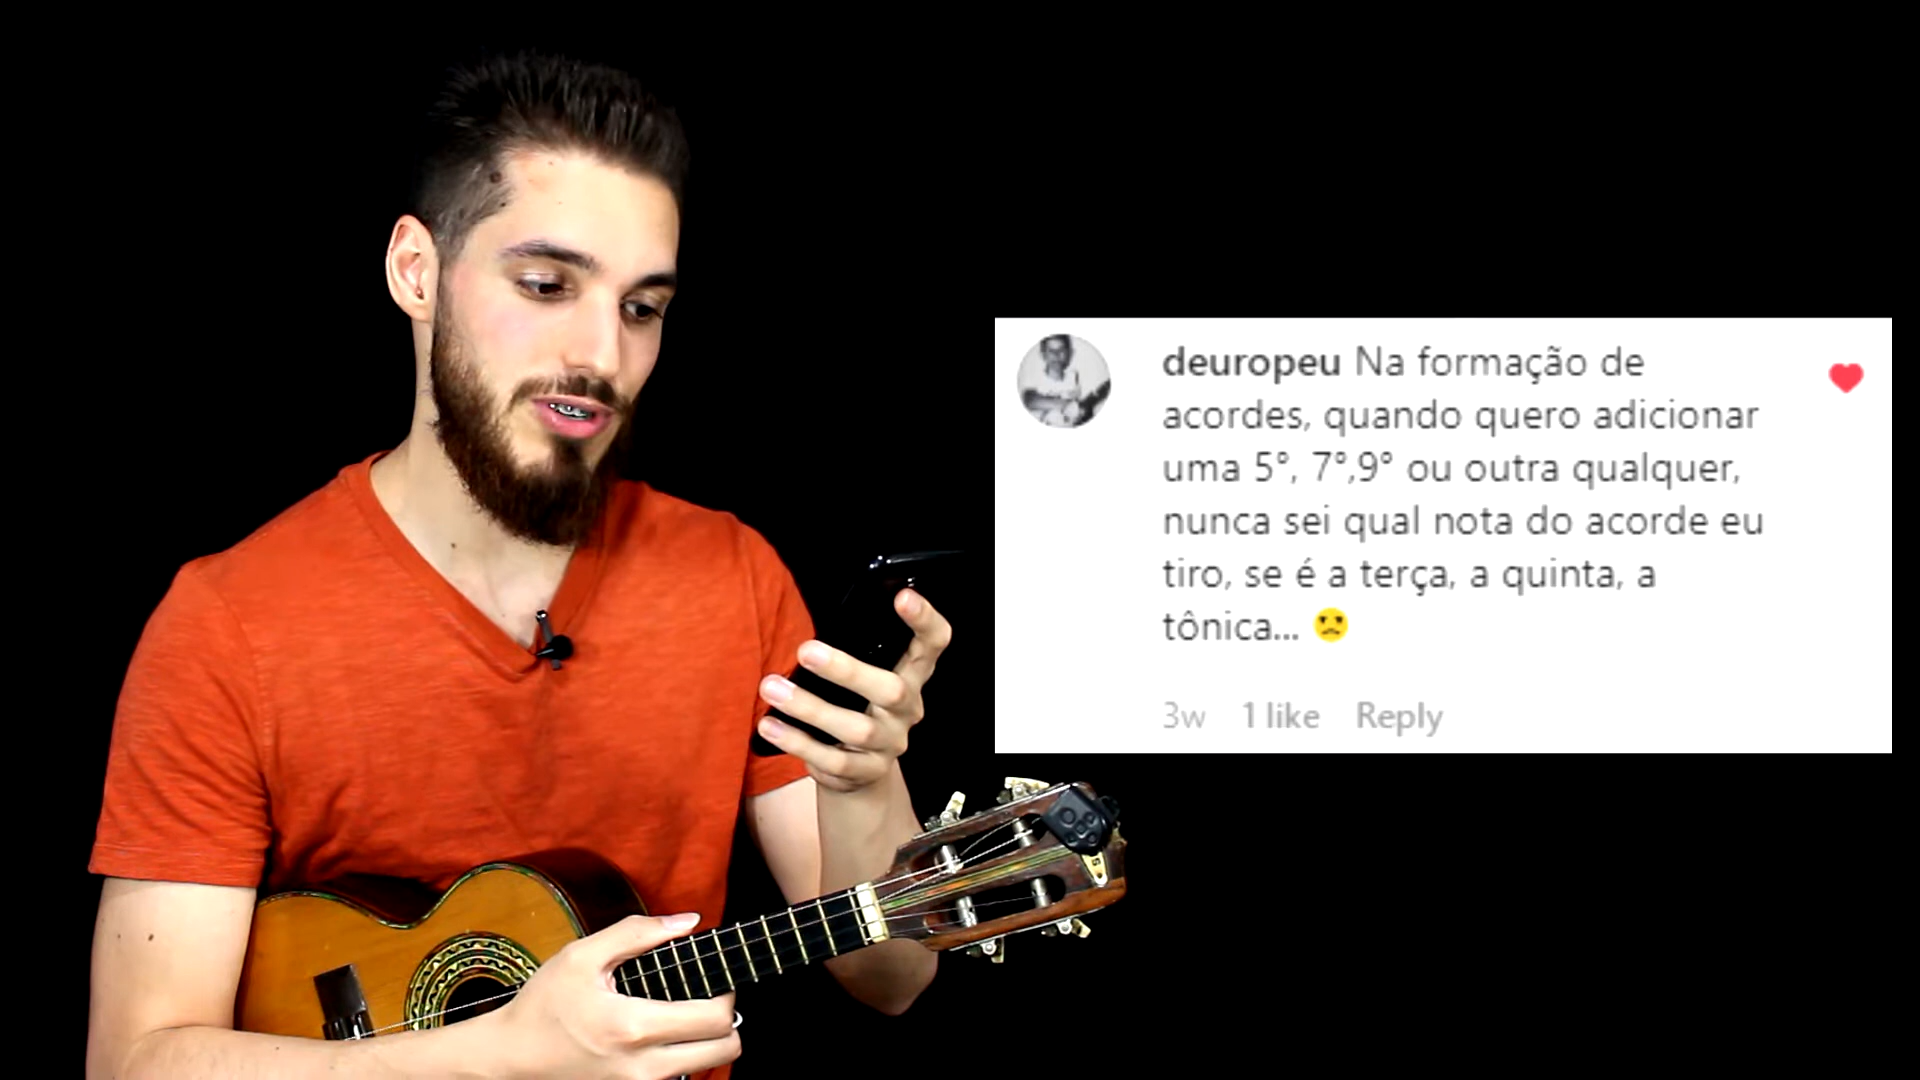 deuropeu Na formação de
acordes, quando quero adicionar
uma 5°, 7°,9° ou outra qualquer,
nunca sei qual nota do acorde eu
tiro, se é a terça, a quinta, a
tônica... ☹️
3w 1 like Reply